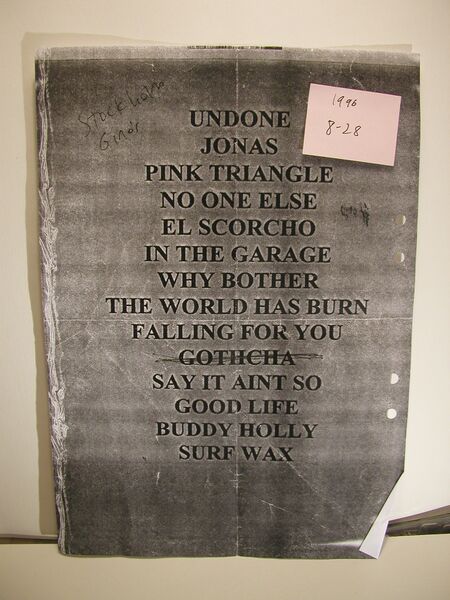 Stockholm
Gino's
1996
8-28
UNDONE
JONAS
PINK TRIANGLE
NO ONE ELSE
EL SCORCHO
IN THE GARAGE
WHY BOTHER
THE WORLD HAS BURN
FALLING FOR YOU
GOTHCHA
SAY IT AINT SO
GOOD LIFE
BUDDY HOLLY
SURF WAX